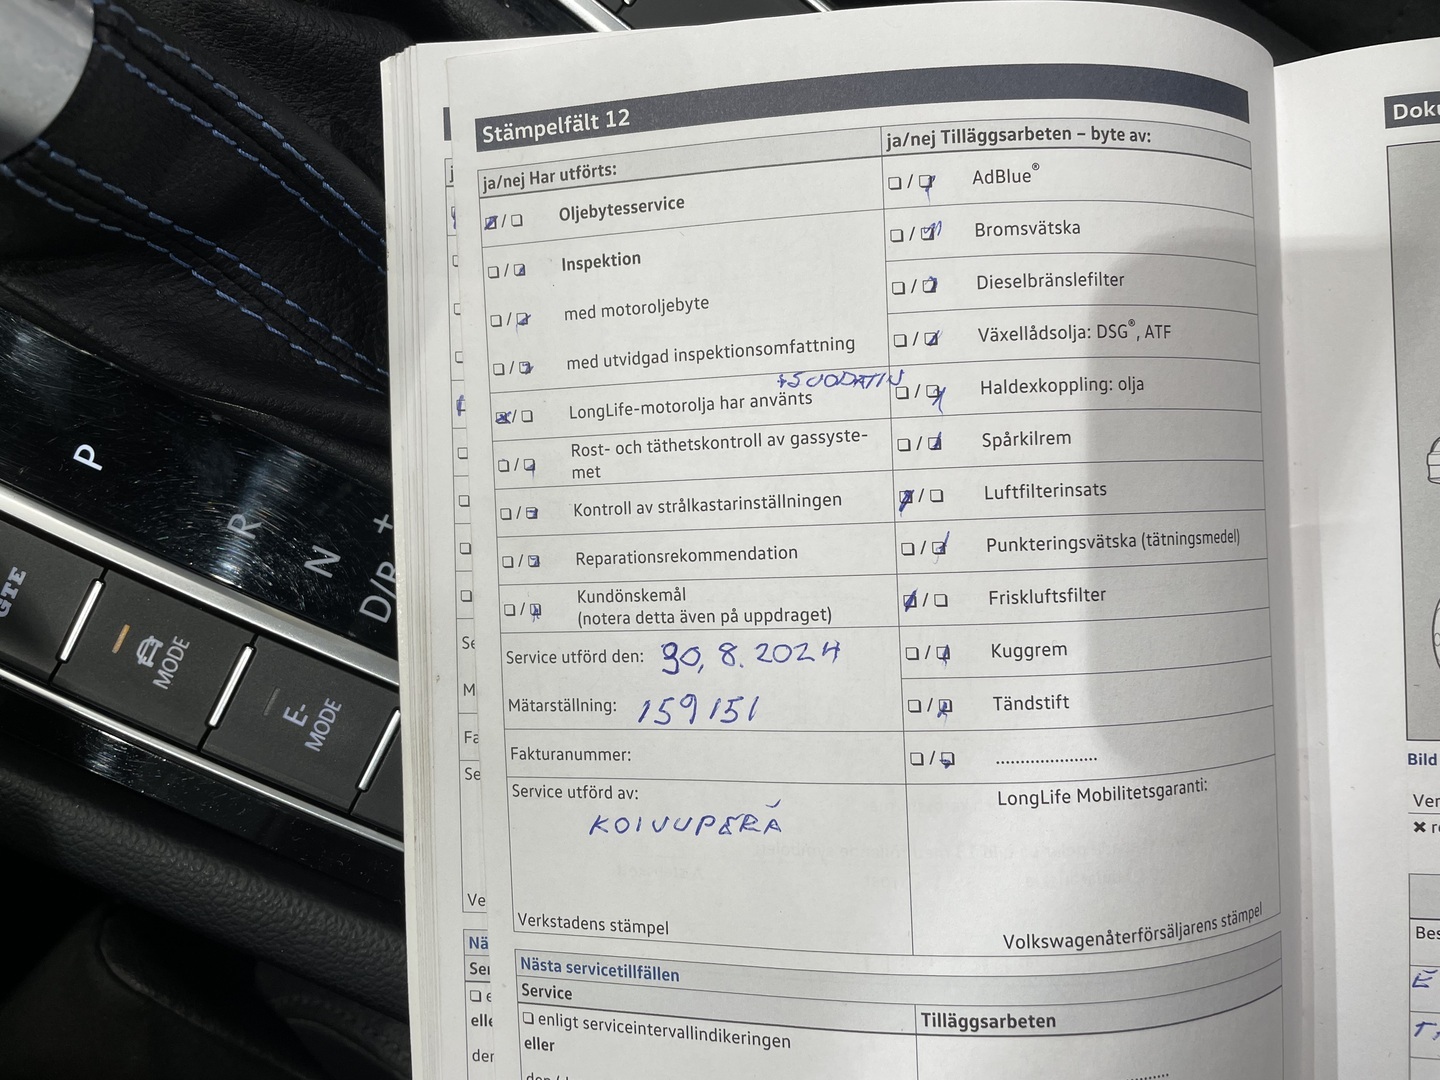 Stämpelfält 12
ja/nej Har utförts:
Oljebytesservice
Inspektion
med motoroljebyte
med utvidgad inspektionsomfattning
+SUODATIN
LongLife-motorolja har använts
Rost- och täthetskontroll av gassyste-
met
Kontroll av strålkastarinställningen
Reparationsrekommendation
Kundönskemål
(notera detta även på uppdraget)
Service utförd den: 30,8.2024
Mätarställning: 159151
Fakturanummer:
Service utförd av:
KOIVUPERÄ
Verkstadens stämpel
ja/nej Tilläggsarbeten – byte av:
AdBlue®
Bromsvätska
Dieselbränslefilter
Växellådsolja: DSG®, ATF
Haldexkoppling: olja
Spårkilrem
Luftfilterinsats
Punkteringsvätska (tätningsmedel)
Friskluftsfilter
Kuggrem
Tändstift
......................
LongLife Mobilitetsgaranti:
Volkswagenåterförsäljarens stämpel
Nästa servicetillfällen
Service
enligt serviceintervallindikeringen
eller
Tilläggsarbeten
P
R
N
D/B
+
GTE
MODE
E-
MODE
Bild